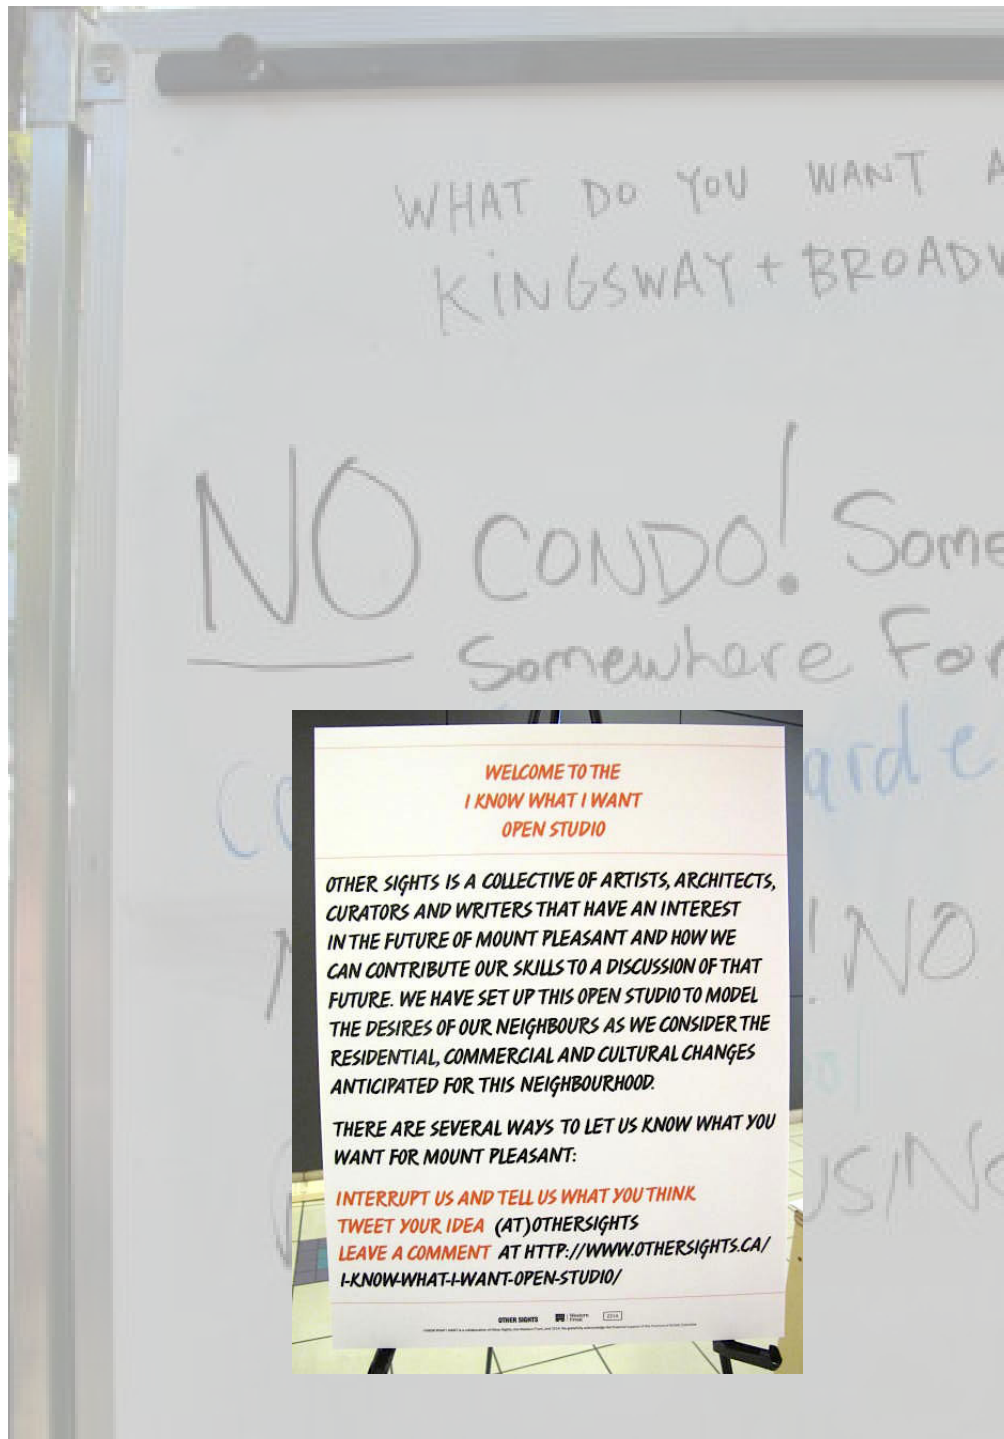 WHAT DO YOU WANT
KINGSWAY + BROADW
NO CONDO! Some
Somewhere For
WELCOME TO THE
I KNOW WHAT I WANT
OPEN STUDIO
OTHER SIGHTS IS A COLLECTIVE OF ARTISTS, ARCHITECTS,
CURATORS AND WRITERS THAT HAVE AN INTEREST
IN THE FUTURE OF MOUNT PLEASANT AND HOW WE
CAN CONTRIBUTE OUR SKILLS TO A DISCUSSION OF THAT
FUTURE. WE HAVE SET UP THIS OPEN STUDIO TO MODEL
THE DESIRES OF OUR NEIGHBOURS AS WE CONSIDER THE
RESIDENTIAL, COMMERCIAL AND CULTURAL CHANGES
ANTICIPATED FOR THIS NEIGHBOURHOOD.
THERE ARE SEVERAL WAYS TO LET US KNOW WHAT YOU
WANT FOR MOUNT PLEASANT:
INTERRUPT US AND TELL US WHAT YOU THINK
TWEET YOUR IDEA (AT)OTHERSIGHTS
LEAVE A COMMENT AT HTTP://WWW.OTHERSIGHTS.CA/
I-KNOW-WHAT-I-WANT-OPEN-STUDIO/
OTHER SIGHTS Western Front
! NO